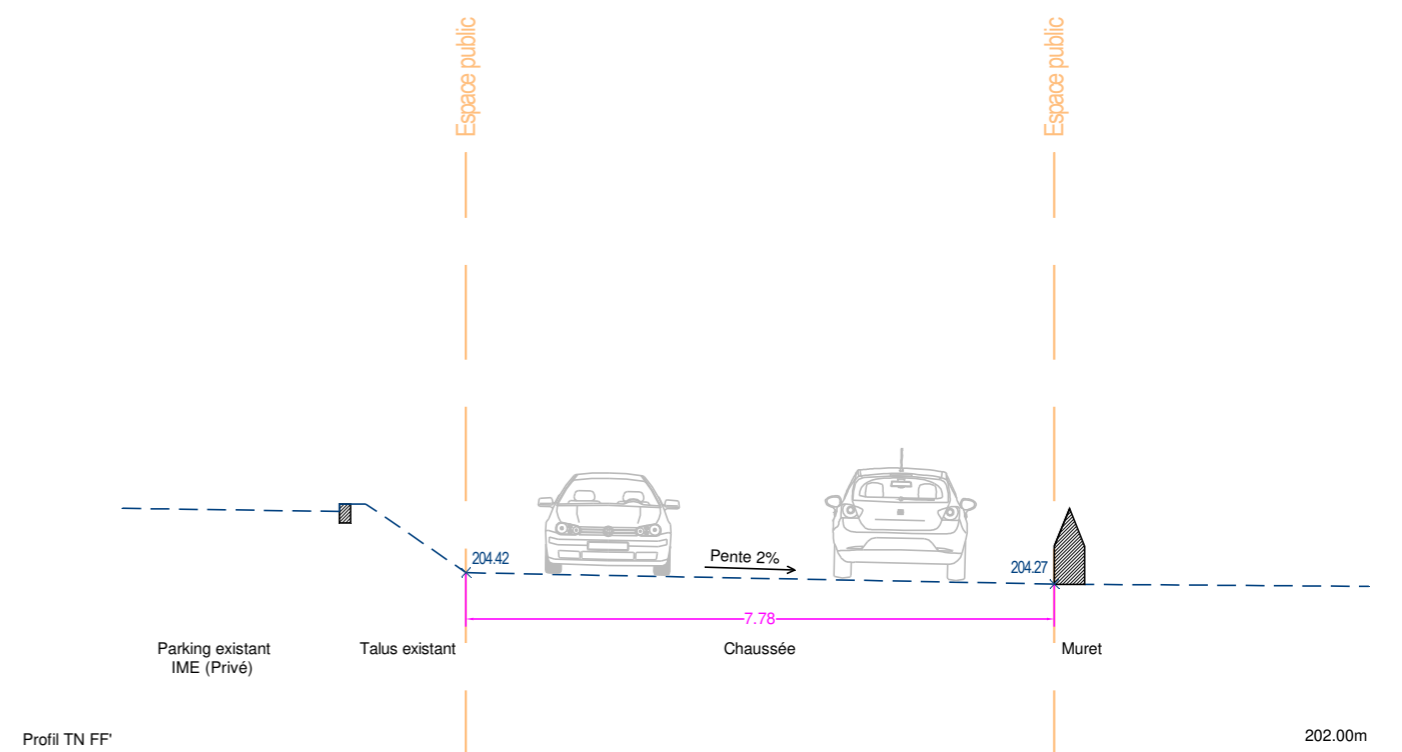 Espace public
Espace public
204.42
Pente 2%
204.27
7.78
Parking existant
IME (Privé)
Talus existant
Chaussée
Muret
Profil TN FF'
202.00m